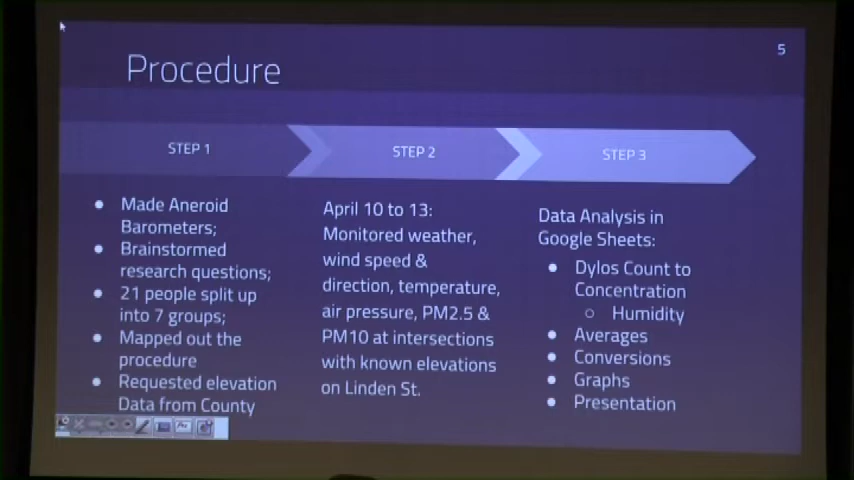 5
Procedure
STEP 1
STEP 2
STEP 3
● Made Aneroid
Barometers;
● Brainstormed
research questions;
● 21 people split up
into 7 groups;
● Mapped out the
procedure
● Requested elevation
Data from County
April 10 to 13:
Monitored weather,
wind speed &
direction, temperature,
air pressure, PM2.5 &
PM10 at intersections
with known elevations
on Linden St.
Data Analysis in
Google Sheets:
● Dylos Count to
Concentration
○ Humidity
● Averages
● Conversions
● Graphs
● Presentation